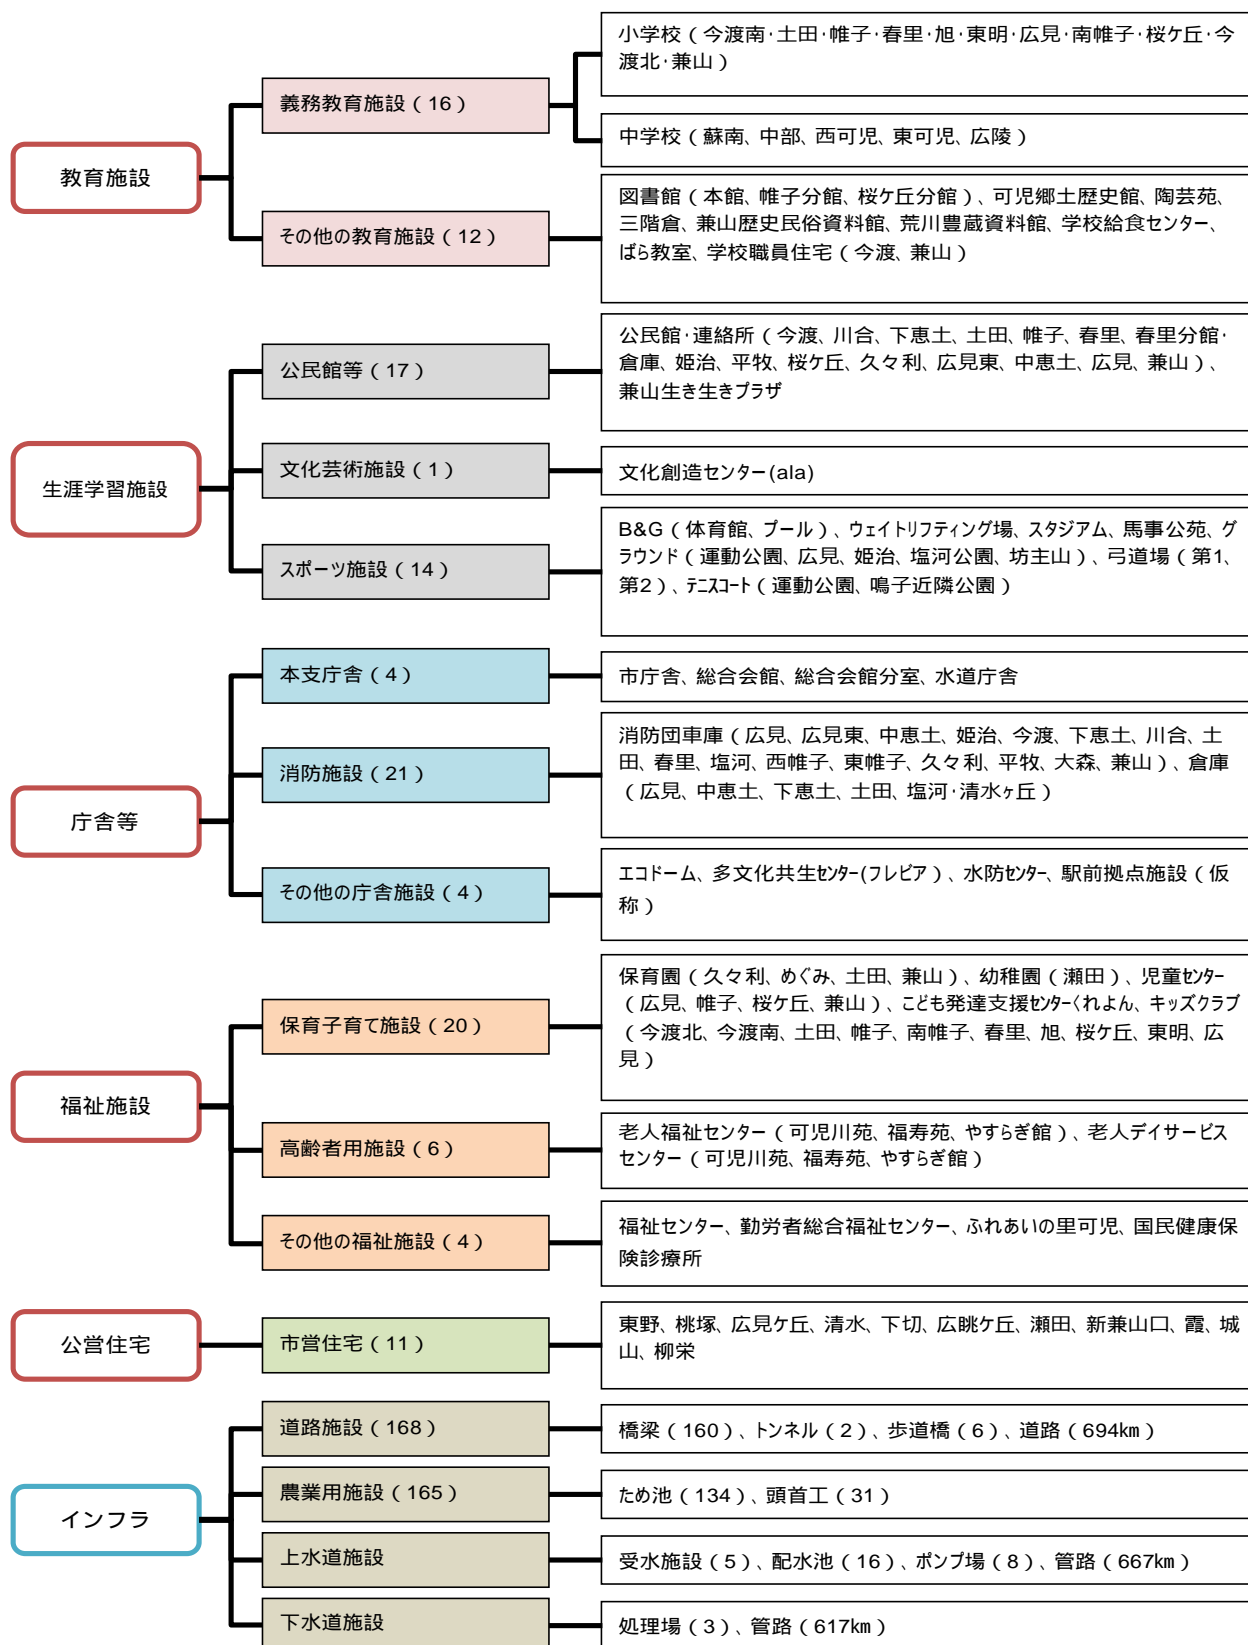 教育施設
義務教育施設（16）
小学校（今渡南・土田・帷子・春里・旭・東明・広見・南帷子・桜ケ丘・今
渡北・兼山）
中学校（蘇南、中部、西可児、東可児、広陵）
その他の教育施設（12）
図書館（本館、帷子分館、桜ケ丘分館）、可児郷土歴史館、陶芸苑、
三階倉、兼山歴史民俗資料館、荒川豊蔵資料館、学校給食センター、
ばら教室、学校職員住宅（今渡、兼山）
生涯学習施設
公民館等（17）
公民館・連絡所（今渡、川合、下恵土、土田、帷子、春里、春里分館・
倉庫、姫治、平牧、桜ケ丘、久々利、広見東、中恵土、広見、兼山）、
兼山生き生きプラザ
文化芸術施設（1）
文化創造センター(ala)
スポーツ施設（14）
B&G（体育館、プール）、ウェイトリフティング場、スタジアム、馬事公苑、グ
ラウンド（運動公園、広見、姫治、塩河公園、坊主山）、弓道場（第1、
第2）、テニスコート（運動公園、鳴子近隣公園）
庁舎等
本支庁舎（4）
市庁舎、総合会館、総合会館分室、水道庁舎
消防施設（21）
消防団車庫（広見、広見東、中恵土、姫治、今渡、下恵土、川合、土
田、春里、塩河、西帷子、東帷子、久々利、平牧、大森、兼山）、倉庫
（広見、中恵土、下恵土、土田、塩河・清水ヶ丘）
その他の庁舎施設（4）
エコドーム、多文化共生センター(フレビア）、水防センター、駅前拠点施設（仮
称）
福祉施設
保育子育て施設（20）
保育園（久々利、めぐみ、土田、兼山）、幼稚園（瀬田）、児童センター
（広見、帷子、桜ケ丘、兼山）、こども発達支援センターくれよん、キッズクラブ
（今渡北、今渡南、土田、帷子、南帷子、春里、旭、桜ケ丘、東明、広
見）
高齢者用施設（6）
老人福祉センター（可児川苑、福寿苑、やすらぎ館）、老人デイサービス
センター（可児川苑、福寿苑、やすらぎ館）
その他の福祉施設（4）
福祉センター、勤労者総合福祉センター、ふれあいの里可児、国民健康保
険診療所
公営住宅
市営住宅（11）
東野、桃塚、広見ケ丘、清水、下切、広眺ケ丘、瀬田、新兼山口、霞、城
山、柳栄
インフラ
道路施設（168）
橋梁（160）、トンネル（2）、歩道橋（6）、道路（694㎞）
農業用施設（165）
ため池（134）、頭首工（31）
上水道施設
受水施設（5）、配水池（16）、ポンプ場（8）、管路（667㎞）
下水道施設
処理場（3）、管路（617㎞）